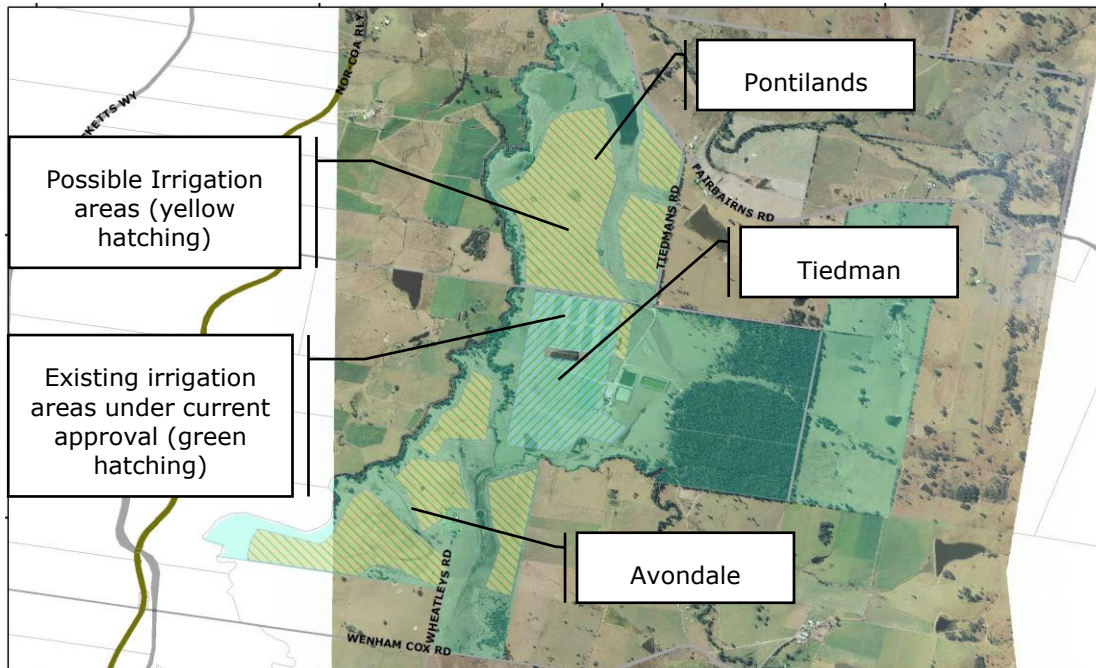 KETTS WY
NOR-COA RLY
Pontilands
Possible Irrigation
areas (yellow
hatching)
FAIRBAIRNS RD
TIEDMANS RD
Tiedman
Existing irrigation
areas under current
approval (green
hatching)
Avondale
WHEATLEYS RD
WENHAM COX RD